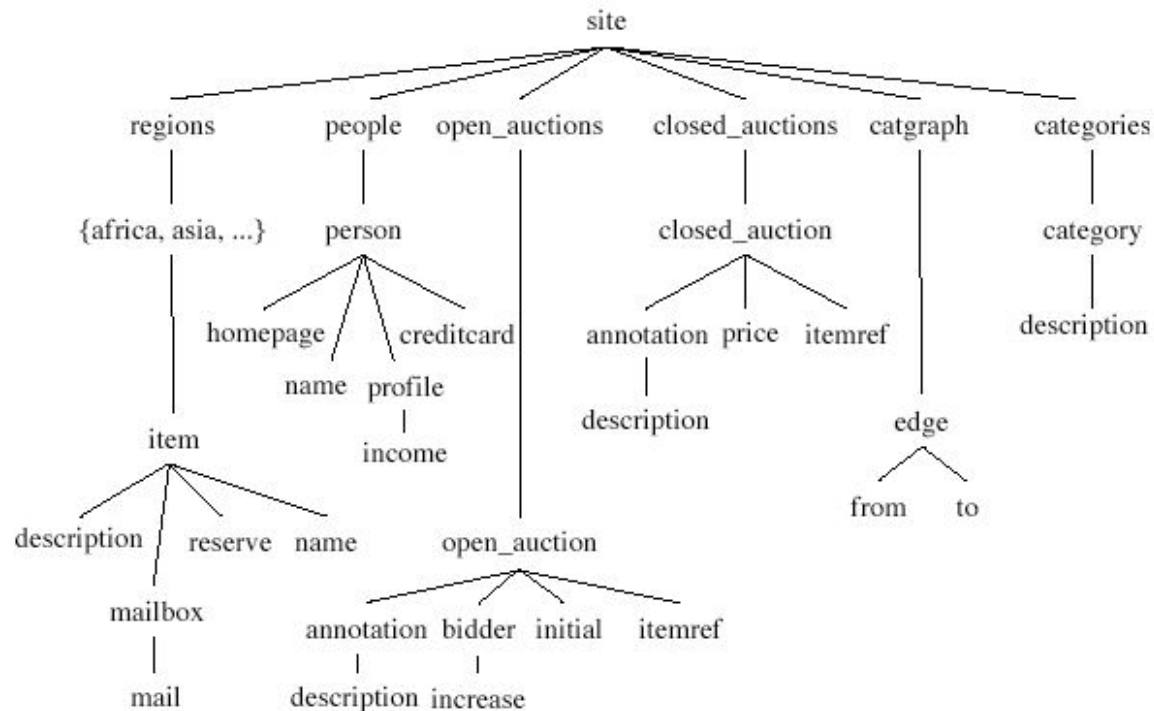 site
regions people open_auctions closed_auctions catgraph categories
{africa, asia, ...} person closed_auction category
homepage creditcard annotation price itemref description
name profile
description edge
item income
from to
description reserve name open_auction
mailbox
annotation bidder initial itemref
mail description increase